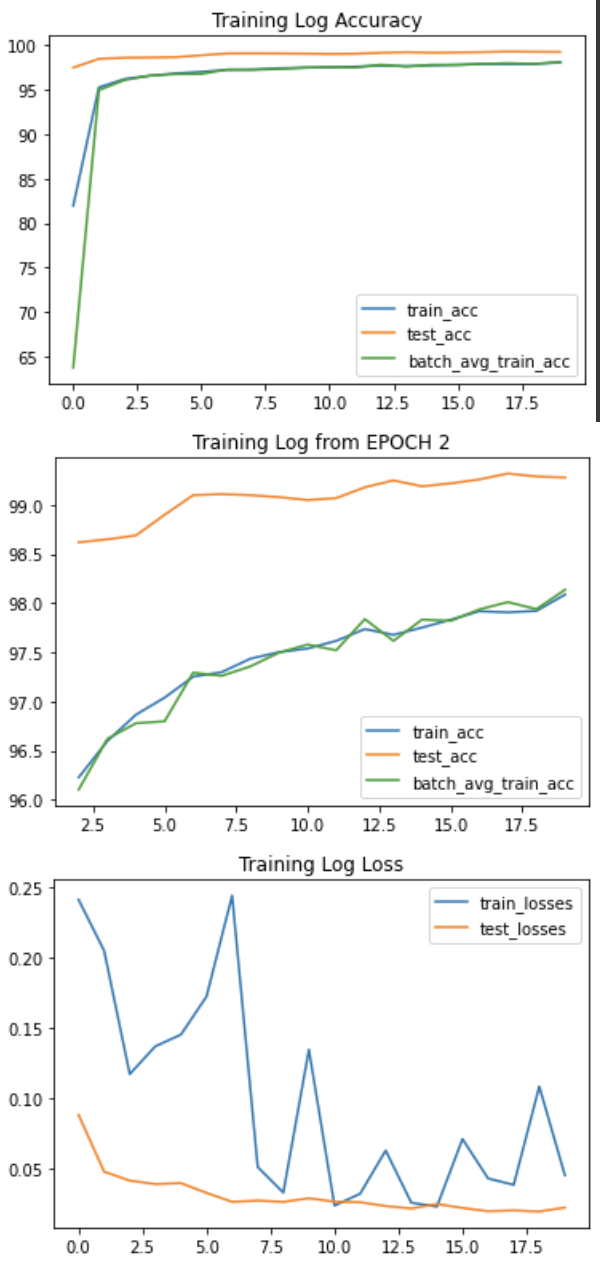 Training Log Accuracy
100
95
90
85
80
75
70
65
train_acc
test_acc
batch_avg_train_acc
0.0 2.5 5.0 7.5 10.0 12.5 15.0 17.5
Training Log from EPOCH 2
99.0
98.5
98.0
97.5
97.0
96.5
96.0
train_acc
test_acc
batch_avg_train_acc
2.5 5.0 7.5 10.0 12.5 15.0 17.5
Training Log Loss
0.25
0.20
0.15
0.10
0.05
train_losses
test_losses
0.0 2.5 5.0 7.5 10.0 12.5 15.0 17.5